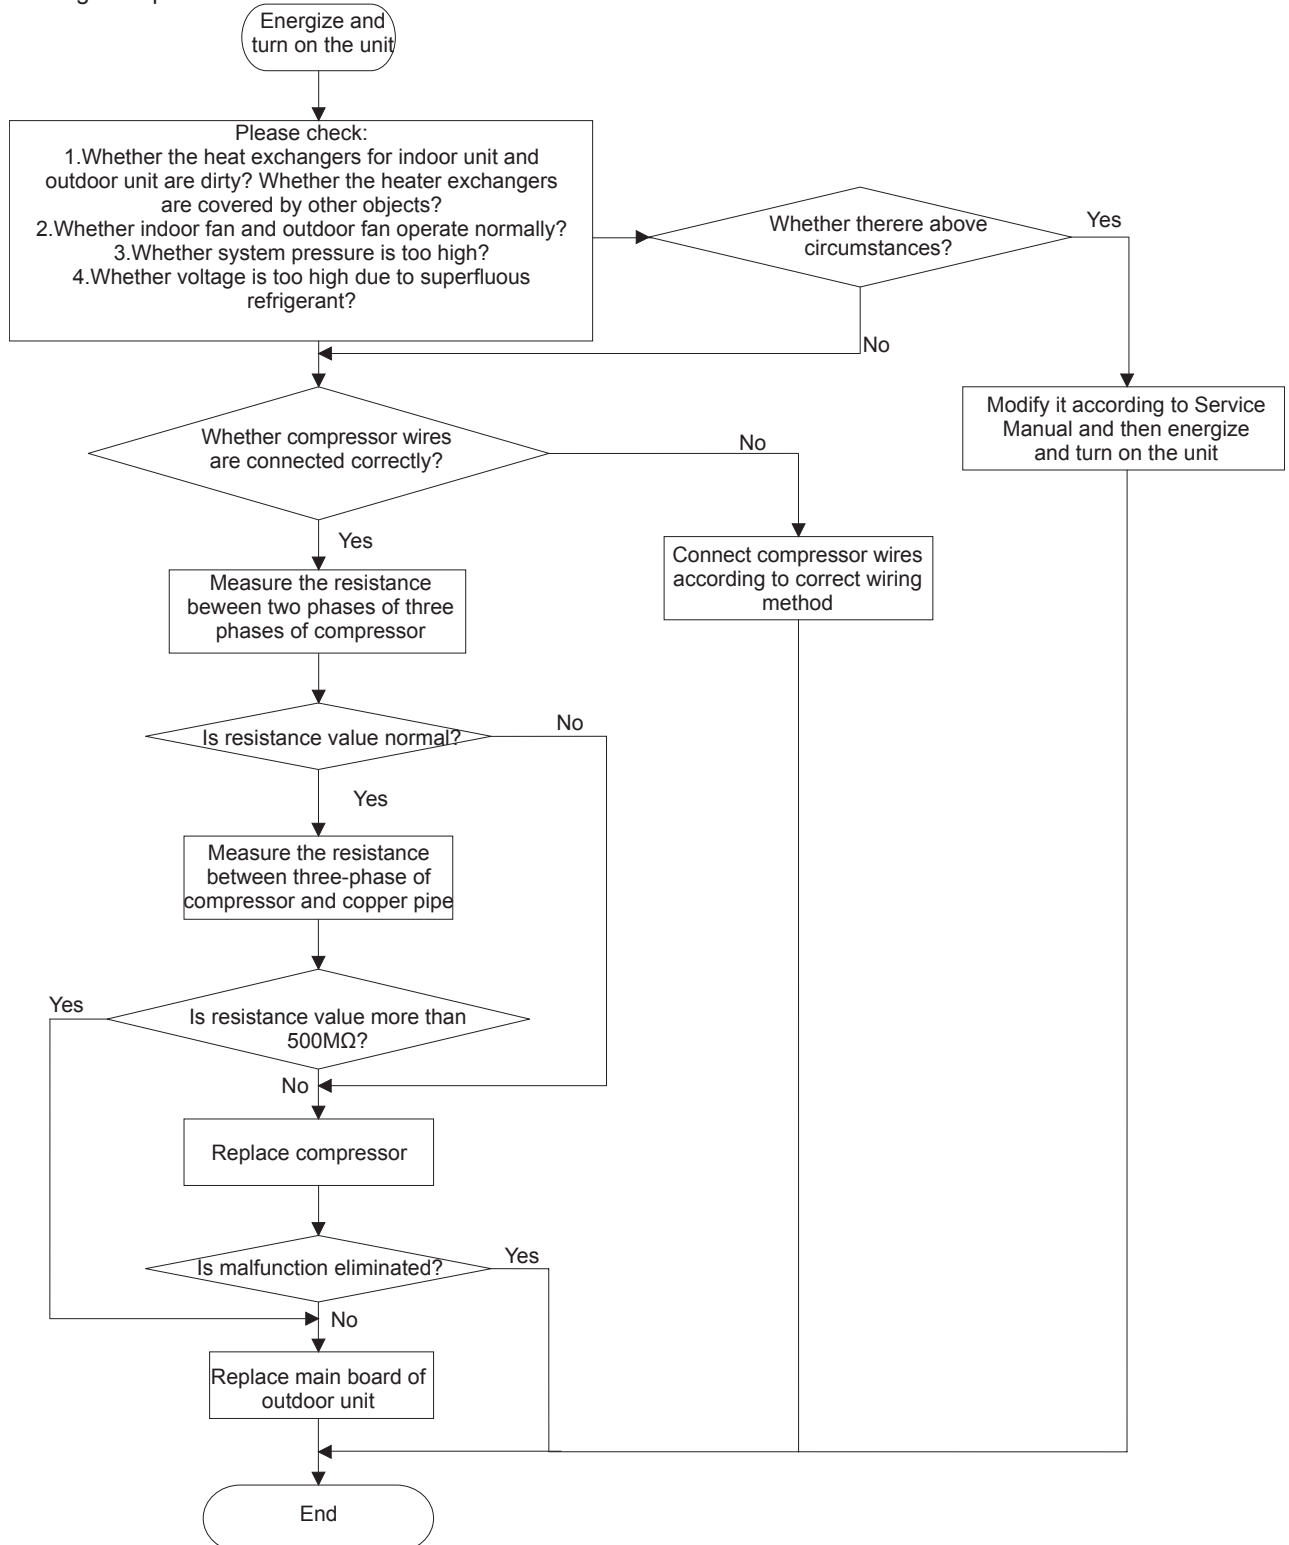 Energize and
turn on the unit
Please check:
1.Whether the heat exchangers for indoor unit and
outdoor unit are dirty? Whether the heater exchangers
are covered by other objects?
2.Whether indoor fan and outdoor fan operate normally?
3.Whether system pressure is too high?
4.Whether voltage is too high due to superfluous
refrigerant?
Whether therere above
circumstances?
Yes
No
Modify it according to Service
Manual and then energize
and turn on the unit
Whether compressor wires
are connected correctly?
No
Yes
Connect compressor wires
according to correct wiring
method
Measure the resistance
beween two phases of three
phases of compressor
Is resistance value normal?
No
Yes
Measure the resistance
between three-phase of
compressor and copper pipe
Yes
Is resistance value more than
500MΩ?
No
Replace compressor
Is malfunction eliminated?
Yes
No
Replace main board of
outdoor unit
End